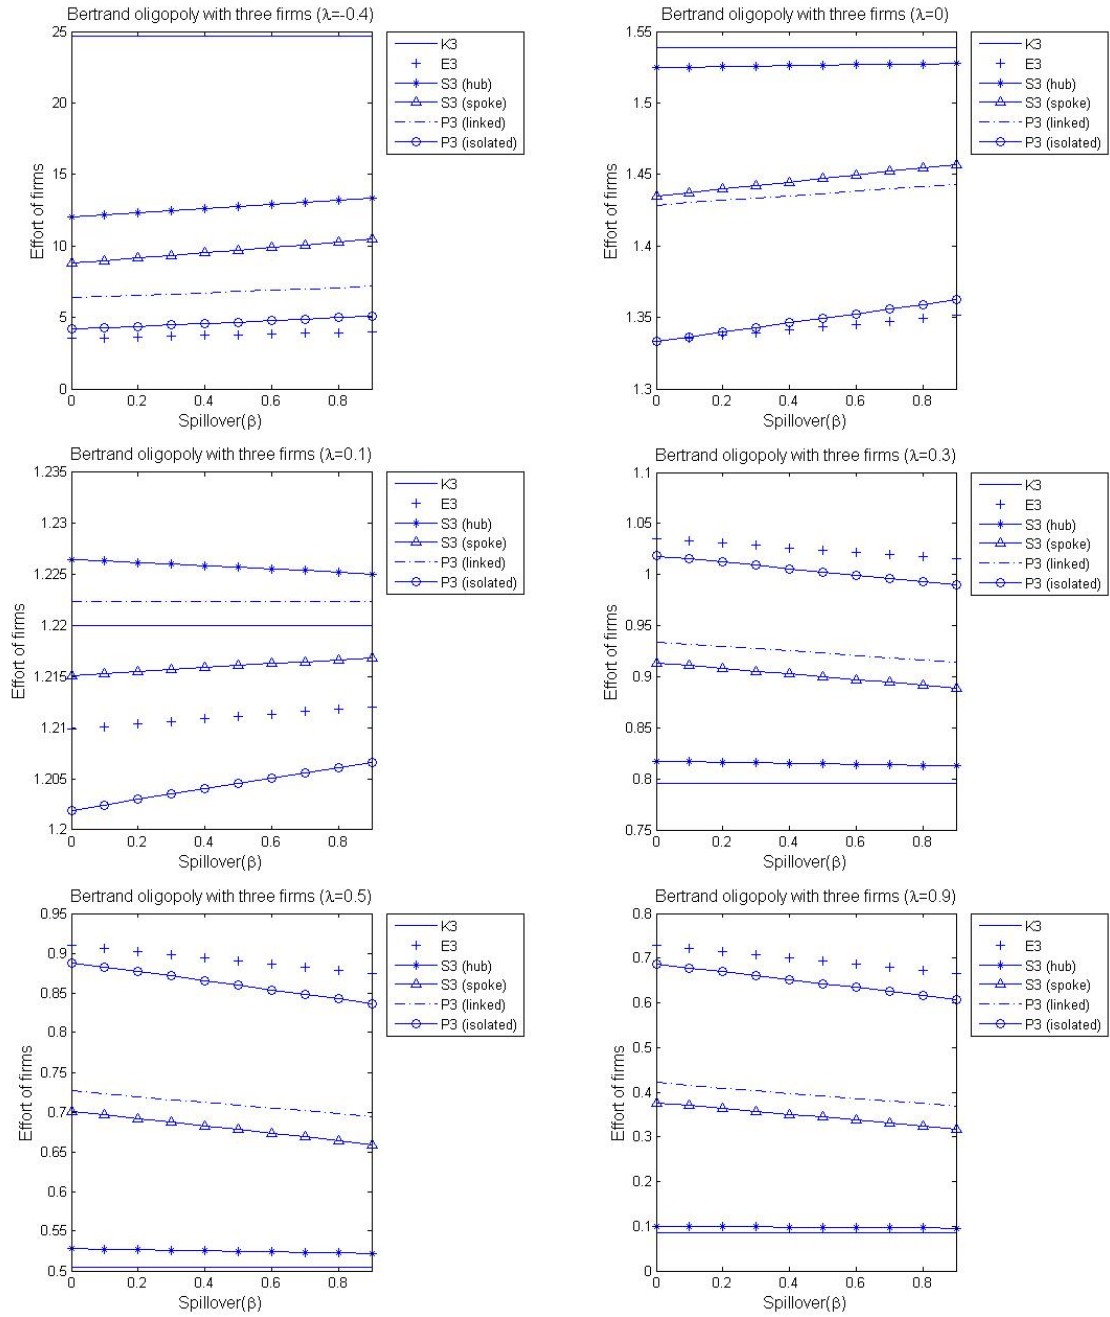 Bertrand oligopoly with three firms (λ=-0.4)
25
20
15
10
5
0
0 0.2 0.4 0.6 0.8
Effort of firms
Spillover(β)
K3
E3
S3 (hub)
S3 (spoke)
P3 (linked)
P3 (isolated)
Bertrand oligopoly with three firms (λ=0)
1.55
1.5
1.45
1.4
1.35
1.3
0 0.2 0.4 0.6 0.8
Effort of firms
Spillover(β)
K3
E3
S3 (hub)
S3 (spoke)
P3 (linked)
P3 (isolated)
Bertrand oligopoly with three firms (λ=0.1)
1.235
1.23
1.225
1.22
1.215
1.21
1.205
1.2
0 0.2 0.4 0.6 0.8
Effort of firms
Spillover(β)
K3
E3
S3 (hub)
S3 (spoke)
P3 (linked)
P3 (isolated)
Bertrand oligopoly with three firms (λ=0.3)
1.1
1.05
1
0.95
0.9
0.85
0.8
0.75
0 0.2 0.4 0.6 0.8
Effort of firms
Spillover(β)
K3
E3
S3 (hub)
S3 (spoke)
P3 (linked)
P3 (isolated)
Bertrand oligopoly with three firms (λ=0.5)
0.95
0.9
0.85
0.8
0.75
0.7
0.65
0.6
0.55
0.5
0 0.2 0.4 0.6 0.8
Effort of firms
Spillover(β)
K3
E3
S3 (hub)
S3 (spoke)
P3 (linked)
P3 (isolated)
Bertrand oligopoly with three firms (λ=0.9)
0.8
0.7
0.6
0.5
0.4
0.3
0.2
0.1
0
0 0.2 0.4 0.6 0.8
Effort of firms
Spillover(β)
K3
E3
S3 (hub)
S3 (spoke)
P3 (linked)
P3 (isolated)